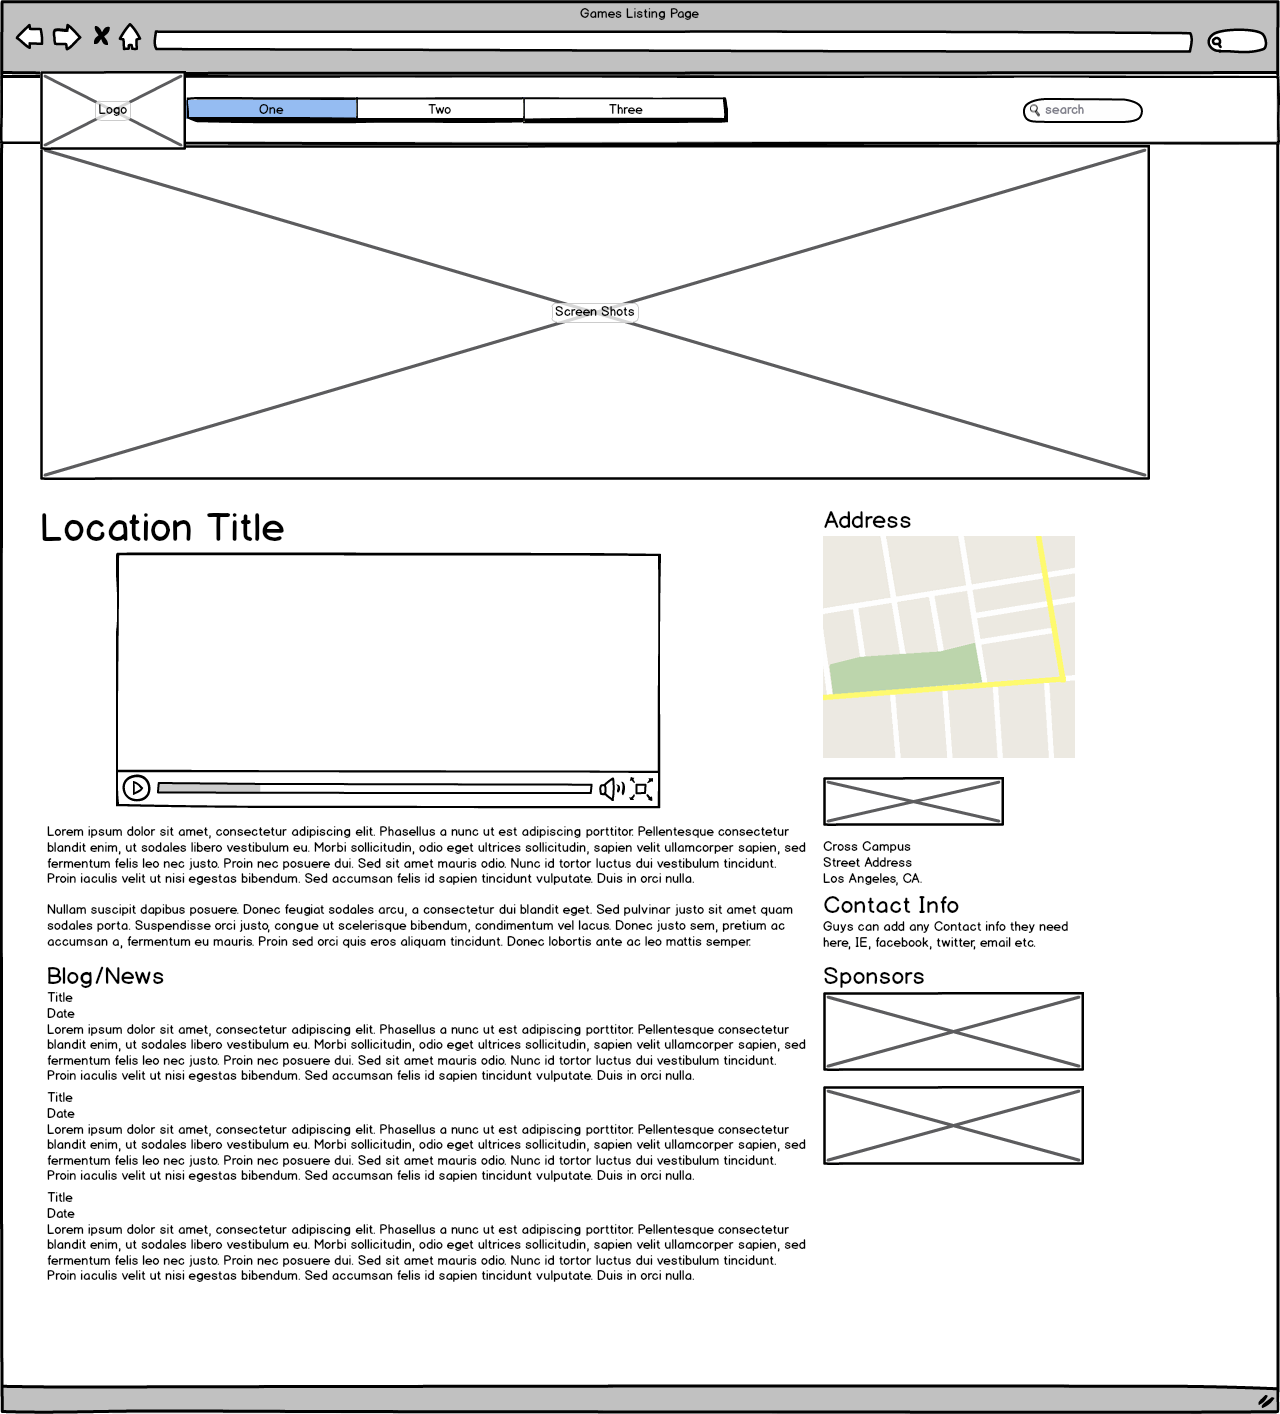 Games Listing Page
Logo
One
Two
Three
search
Screen Shots
Location Title
Lorem ipsum dolor sit amet, consectetur adipiscing elit. Phasellus a nunc ut est adipiscing porttitor. Pellentesque consectetur
blandit enim, ut sodales libero vestibulum eu. Morbi sollicitudin, odio eget ultrices sollicitudin, sapien velit ullamcorper sapien, sed
fermentum felis leo nec justo. Proin nec posuere dui. Sed sit amet mauris odio. Nunc id tortor luctus dui vestibulum tincidunt.
Proin iaculis velit ut nisi egestas bibendum. Sed accumsan felis id sapien tincidunt vulputate. Duis in orci nulla.
Nullam suscipit dapibus posuere. Donec feugiat sodales arcu, a consectetur dui blandit eget. Sed pulvinar justo sit amet quam
sodales porta. Suspendisse orci justo, congue ut scelerisque bibendum, condimentum vel lacus. Donec justo sem, pretium ac
accumsan a, fermentum eu mauris. Proin sed orci quis eros aliquam tincidunt. Donec lobortis ante ac leo mattis semper.
Blog/News
Title
Date
Lorem ipsum dolor sit amet, consectetur adipiscing elit. Phasellus a nunc ut est adipiscing porttitor. Pellentesque consectetur
blandit enim, ut sodales libero vestibulum eu. Morbi sollicitudin, odio eget ultrices sollicitudin, sapien velit ullamcorper sapien, sed
fermentum felis leo nec justo. Proin nec posuere dui. Sed sit amet mauris odio. Nunc id tortor luctus dui vestibulum tincidunt.
Proin iaculis velit ut nisi egestas bibendum. Sed accumsan felis id sapien tincidunt vulputate. Duis in orci nulla.
Title
Date
Lorem ipsum dolor sit amet, consectetur adipiscing elit. Phasellus a nunc ut est adipiscing porttitor. Pellentesque consectetur
blandit enim, ut sodales libero vestibulum eu. Morbi sollicitudin, odio eget ultrices sollicitudin, sapien velit ullamcorper sapien, sed
fermentum felis leo nec justo. Proin nec posuere dui. Sed sit amet mauris odio. Nunc id tortor luctus dui vestibulum tincidunt.
Proin iaculis velit ut nisi egestas bibendum. Sed accumsan felis id sapien tincidunt vulputate. Duis in orci nulla.
Title
Date
Lorem ipsum dolor sit amet, consectetur adipiscing elit. Phasellus a nunc ut est adipiscing porttitor. Pellentesque consectetur
blandit enim, ut sodales libero vestibulum eu. Morbi sollicitudin, odio eget ultrices sollicitudin, sapien velit ullamcorper sapien, sed
fermentum felis leo nec justo. Proin nec posuere dui. Sed sit amet mauris odio. Nunc id tortor luctus dui vestibulum tincidunt.
Proin iaculis velit ut nisi egestas bibendum. Sed accumsan felis id sapien tincidunt vulputate. Duis in orci nulla.
Address
Cross Campus
Street Address
Los Angeles, CA.
Contact Info
Guys can add any Contact info they need
here, IE, facebook, twitter, email etc.
Sponsors